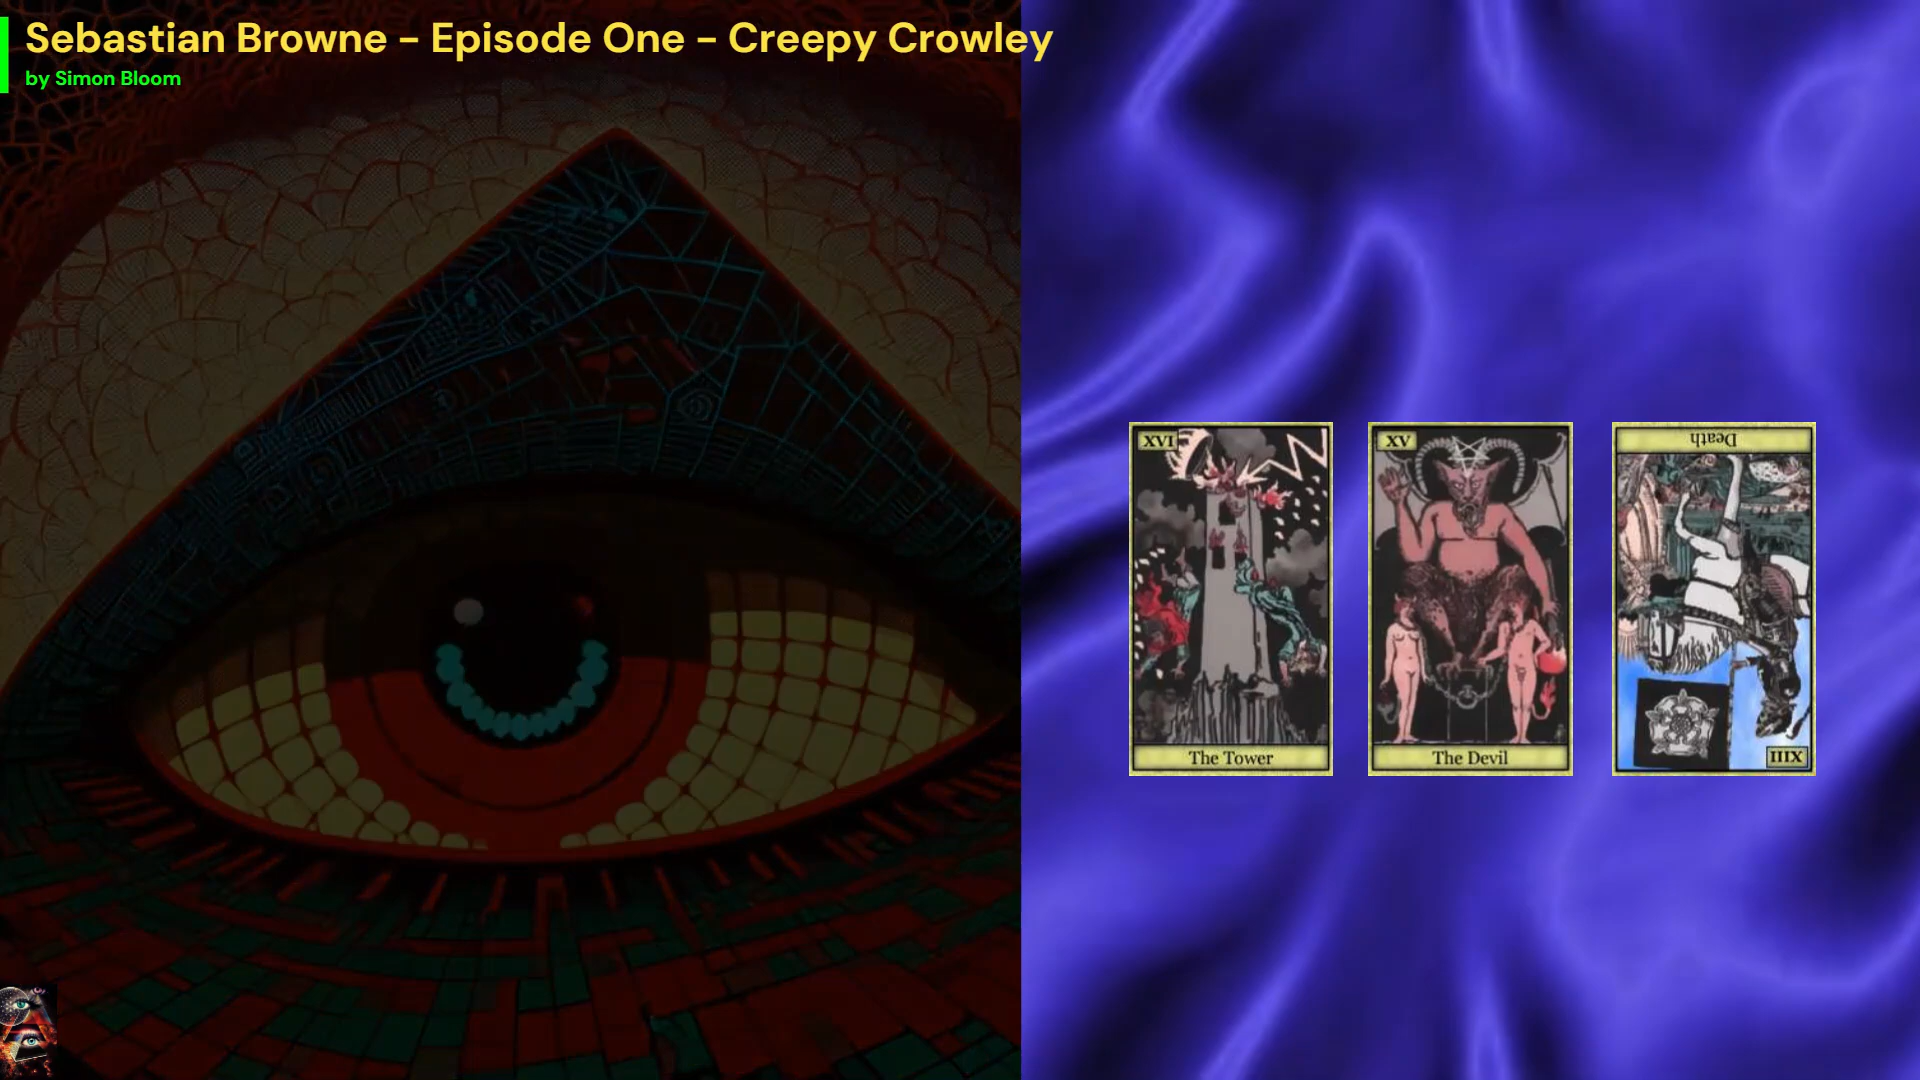 Sebastian Browne – Episode One – Creepy Crowley
by Simon Bloom
XVI
The Tower
XV
The Devil
Death
XIII